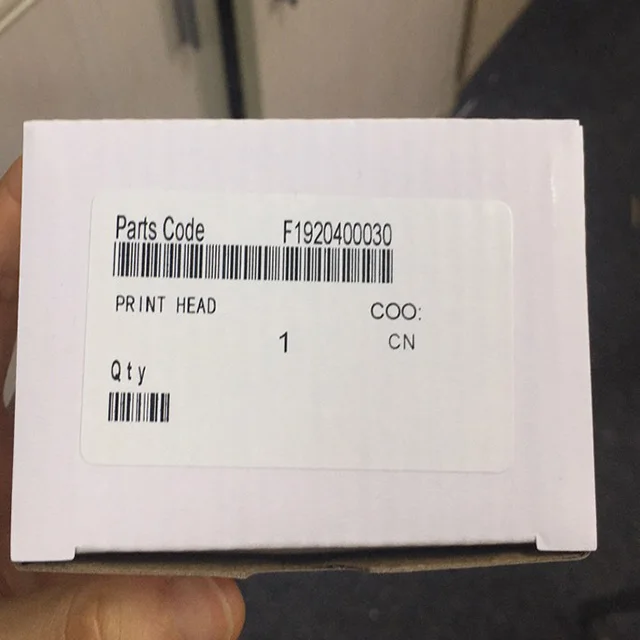 Parts Code F1920400030
PRINT HEAD COO:
1 CN
Qty